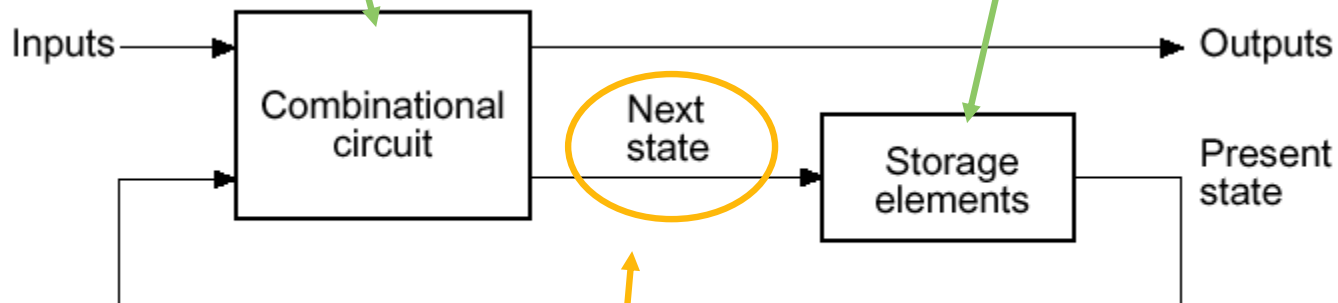 Inputs
Outputs
Combinational
circuit
Next
state
Storage
elements
Present
state